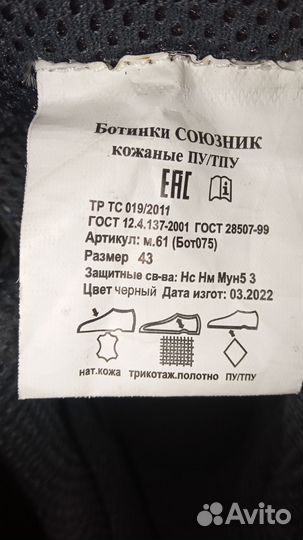 Ботинки СОЮЗНИК
кожаные ПУ/ТПУ
ЕАС
ТР ТС 019/2011
ГОСТ 12.4.137-2001 ГОСТ 28507-99
Артикул: м.61 (Бот075)
Размер 43
Защитные св-ва: Нс Нм Мун5 З
Цвет черный Дата изгот: 03.2022
нат.кожа трикотаж.полотно ПУ/ТПУ
Avito